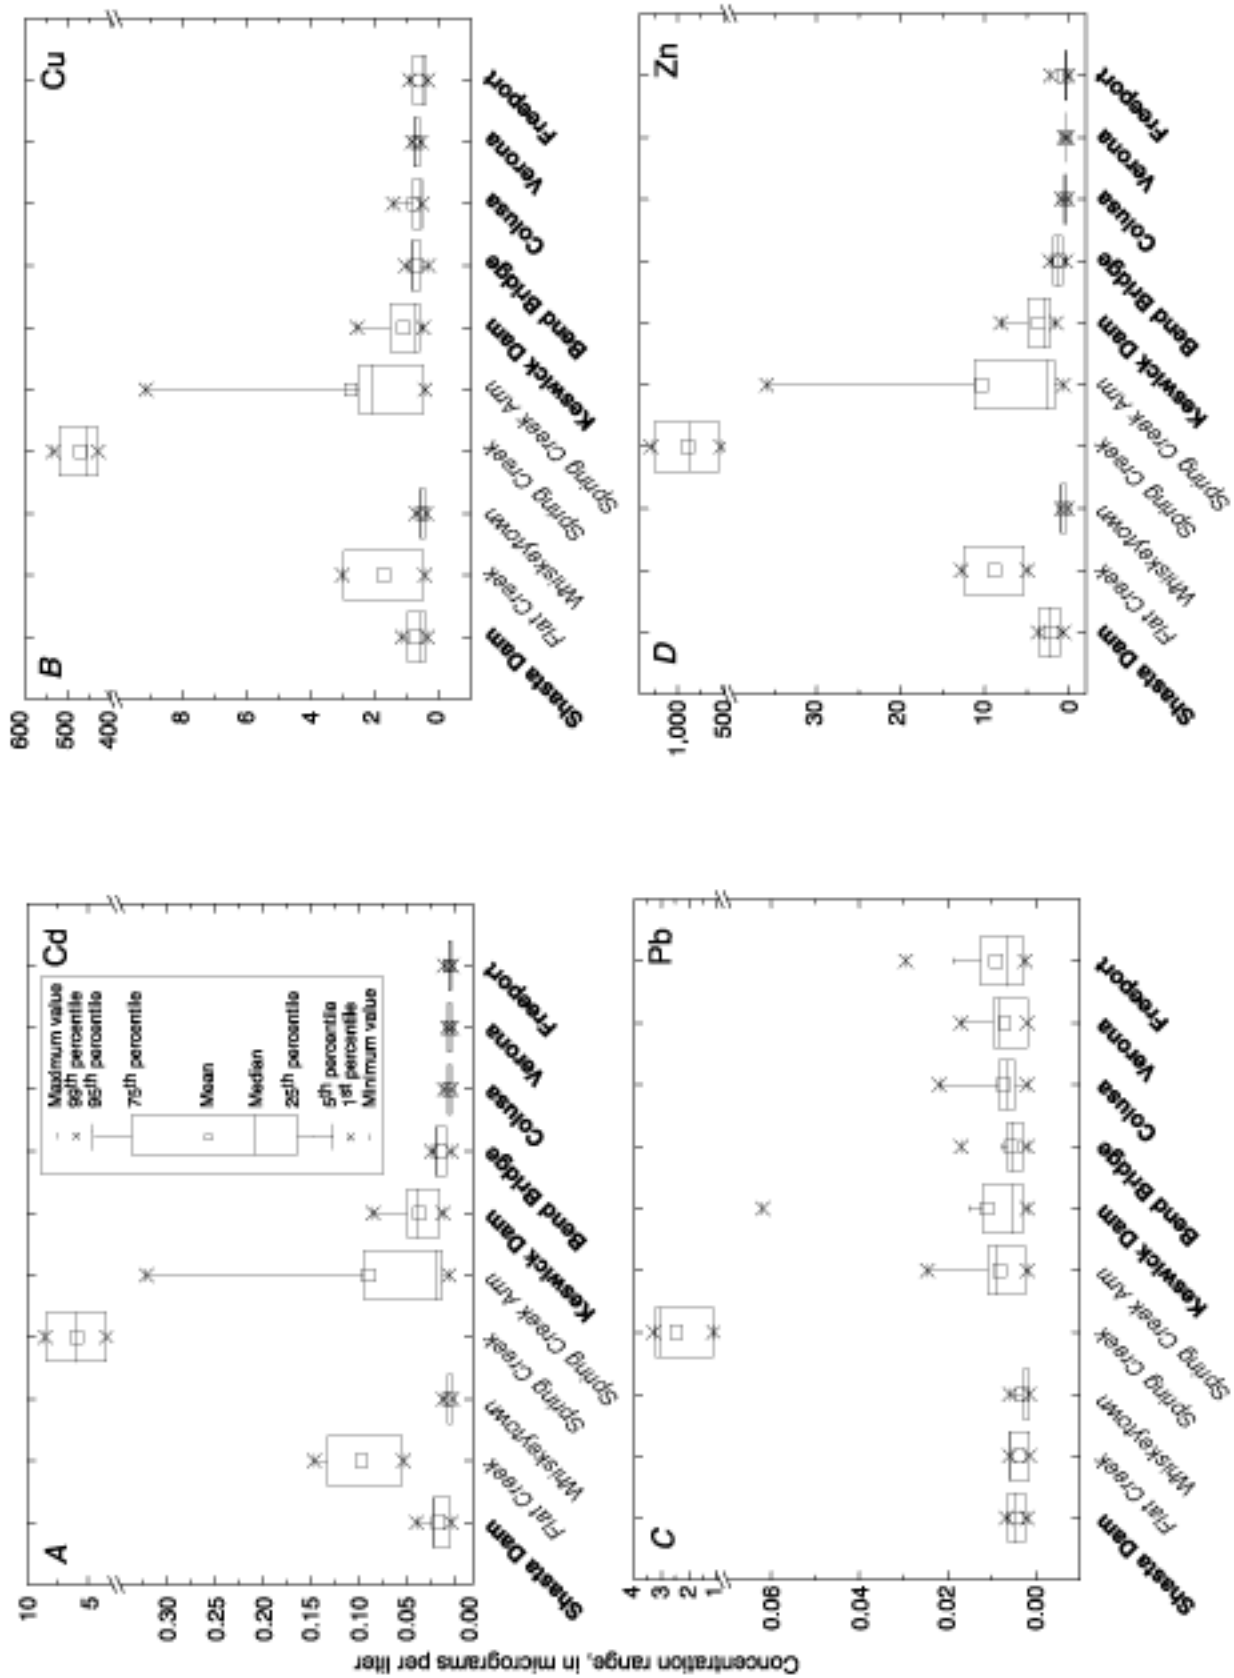 Concentration range, in micrograms per liter
A
Cd
10
5
0.30
0.25
0.20
0.15
0.10
0.05
0.00
Maximum value
99th percentile
95th percentile
75th percentile
Mean
Median
25th percentile
5th percentile
1st percentile
Minimum value
Shasta Dam
Flat Creek
Whiskeytown
Spring Creek
Spring Creek Arm
Keswick Dam
Bend Bridge
Colusa
Verona
Freeport
B
Cu
600
500
400
8
6
4
2
0
Shasta Dam
Flat Creek
Whiskeytown
Spring Creek
Spring Creek Arm
Keswick Dam
Bend Bridge
Colusa
Verona
Freeport
C
Pb
4
3
2
1
0.06
0.04
0.02
0.00
Shasta Dam
Flat Creek
Whiskeytown
Spring Creek
Spring Creek Arm
Keswick Dam
Bend Bridge
Colusa
Verona
Freeport
D
Zn
1,000
500
30
20
10
0
Shasta Dam
Flat Creek
Whiskeytown
Spring Creek
Spring Creek Arm
Keswick Dam
Bend Bridge
Colusa
Verona
Freeport